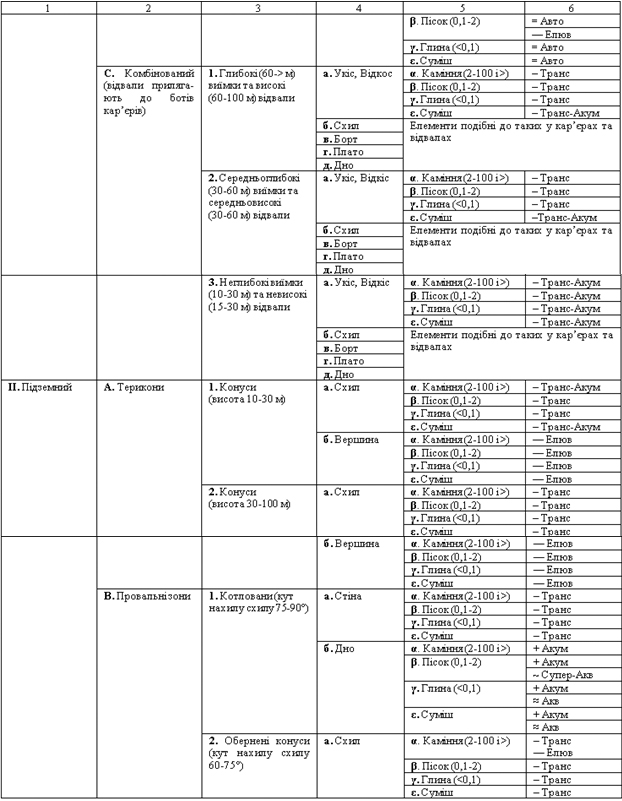 1 2 3 4 5 6
β. Пісок (0,1-2) = Авто
— Елюв
γ. Глина (<0,1) = Авто
ε. Суміш = Авто
С. Комбінований (відвали приляга- ють до ботів кар’єрів) 1. Глибокі (60-> м) виїмки та високі (60-100 м) відвали а. Укіс, Відкос α. Каміння (2-100 і>) – Транс
β. Пісок (0,1-2) – Транс
γ. Глина (<0,1) – Транс
ε. Суміш – Транс-Акум
б. Схил Елементи подібні до таких у кар’єрах та відвалах
в. Борт
г. Плато
д. Дно
2. Середньоглибокі (30-60 м) виїмки та середньовисокі (30-60 м) відвали а. Укіс, Відкіс α. Каміння (2-100 і>) – Транс
β. Пісок (0,1-2) – Транс
γ. Глина (<0,1) – Транс
ε. Суміш –Транс-Акум
б. Схил Елементи подібні до таких у кар’єрах та відвалах
в. Борт
г. Плато
д. Дно
3. Неглибокі виїмки (10-30 м) та невисокі (15-30 м) відвали а. Укіс, Відкіс α. Каміння (2-100 і>) – Транс-Акум
β. Пісок (0,1-2) – Транс-Акум
γ. Глина (<0,1) – Транс-Акум
ε. Суміш – Транс-Акум
б. Схил Елементи подібні до таких у кар’єрах та відвалах
в. Борт
г. Плато
д. Дно
ІІ. Підземний А. Терикони 1. Конуси (висота 10-30 м) а. Схил α. Каміння (2-100 і>) – Транс-Акум
β. Пісок (0,1-2) – Транс
γ. Глина (<0,1) – Транс
ε. Суміш – Транс-Акум
б. Вершина α. Каміння (2-100 і>) — Елюв
β. Пісок (0,1-2) — Елюв
γ. Глина (<0,1) — Елюв
ε. Суміш — Елюв
2. Конуси (висота 30-100 м) а. Схил α. Каміння (2-100 і>) – Транс
β. Пісок (0,1-2) – Транс
γ. Глина (<0,1) – Транс
ε. Суміш – Транс
б. Вершина α. Каміння (2-100 і>) — Елюв
β. Пісок (0,1-2) — Елюв
γ. Глина (<0,1) — Елюв
ε. Суміш — Елюв
В. Провальні зони 1. Котловани (кут нахилу схилу 75-90°) а. Стіна α. Каміння (2-100 і>) – Транс
β. Пісок (0,1-2) – Транс
γ. Глина (<0,1) – Транс
ε. Суміш – Транс
б. Дно α. Каміння (2-100 і>) + Акум
β. Пісок (0,1-2) + Акум
~ Супер-Акв
γ. Глина (<0,1) + Акум
≈ Акв
ε. Суміш + Акум
≈ Акв
2. Обернені конуси (кут нахилу схилу 60-75°) а. Схил α. Каміння (2-100 і>) – Транс
— Елюв
β. Пісок (0,1-2) – Транс
γ. Глина (<0,1) – Транс
ε. Суміш – Транс